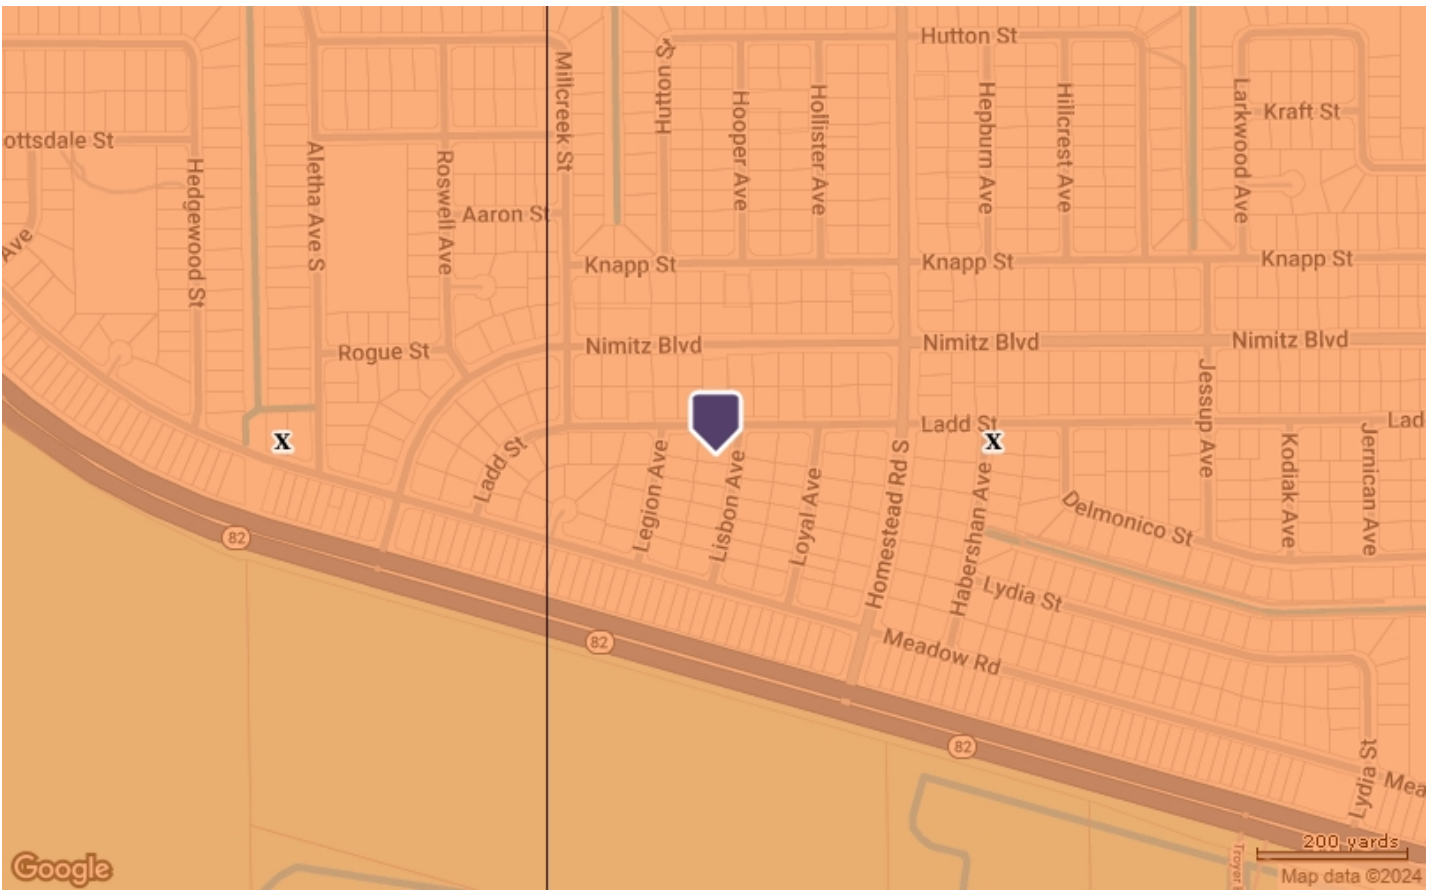 Hutton St
Millcreek St
Hutton St
Hooper Ave
Hollister Ave
Hepburn Ave
Hillcrest Ave
Larkwood Ave
Kraft St
ottsdale St
Hedgewood St
Aletha Ave S
Roswell Ave
Aaron St
Ave
Knapp St
Knapp St
Knapp St
Rogue St
Nimitz Blvd
Nimitz Blvd
Nimitz Blvd
Jessup Ave
Ladd St
Lad
X
X
Ladd St
Legion Ave
Lisbon Ave
Loyal Ave
Homestead Rd S
Habershan Ave
Delmonico St
Kodiak Ave
Jernican Ave
82
Lydia St
82
Meadow Rd
82
Lydia St
Mea
Troyer
200 yards
Google
Map data ©2024